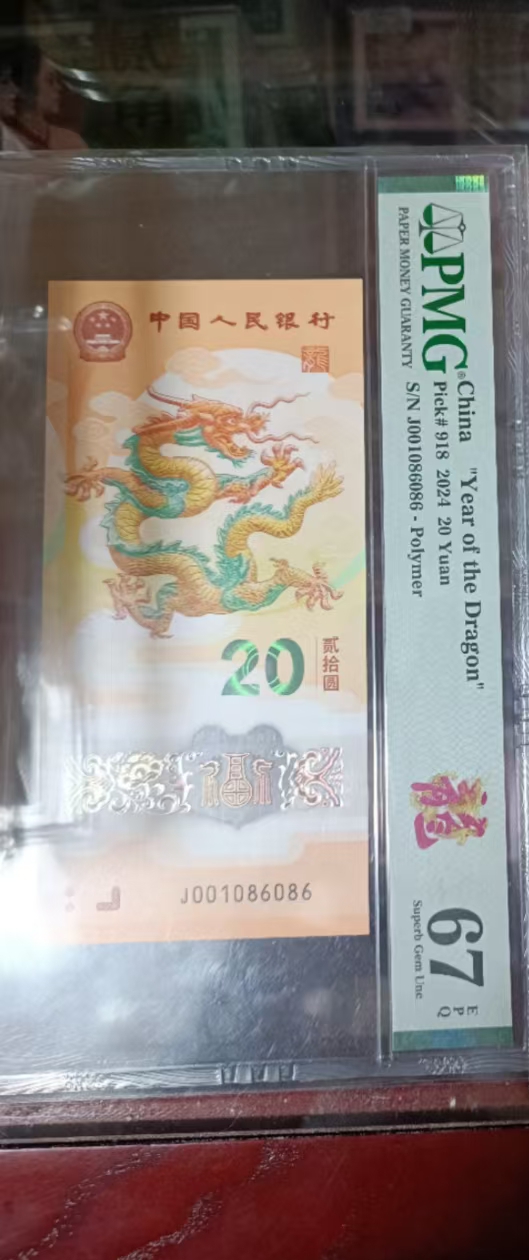 中国人民银行
龍
20
贰拾圆
J001086086
PMG
PAPER MONEY GUARANTY
China "Year of the Dragon"
Pick# 918 2024 20 Yuan
S/N J001086086 - Polymer
67
EPQ
Superb Gem Unc